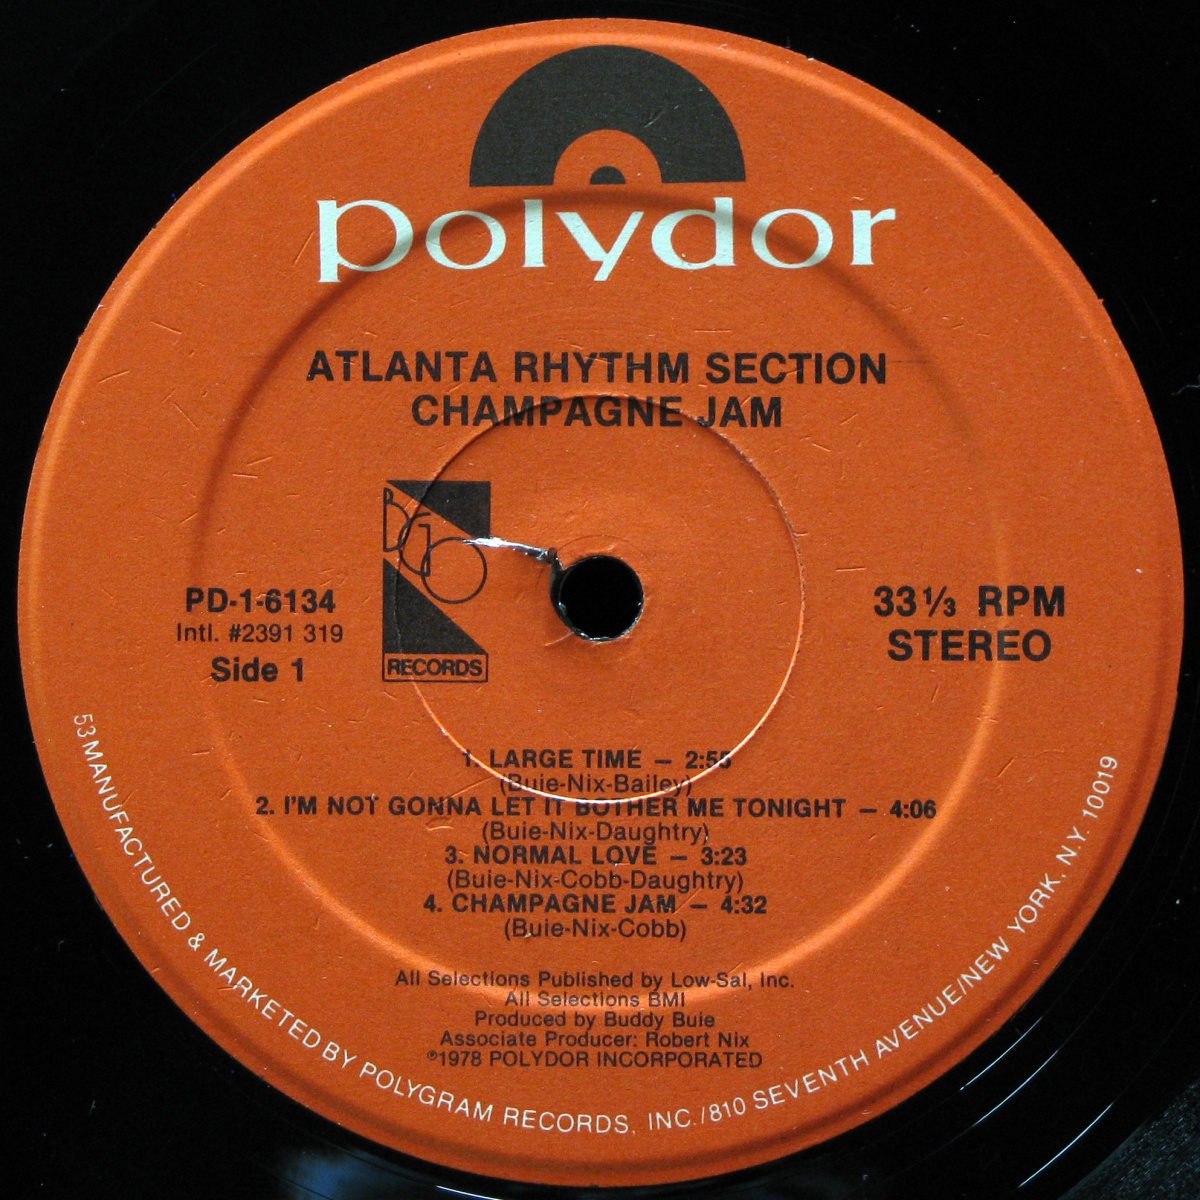 polydor
ATLANTA RHYTHM SECTION
CHAMPAGNE JAM
BGO
RECORDS
PD-1-6134
Intl. #2391 319
Side 1
33⅓ RPM
STEREO
1. LARGE TIME — 2:55
(Buie-Nix-Bailey)
2. I'M NOT GONNA LET IT BOTHER ME TONIGHT — 4:06
(Buie-Nix-Daughtry)
3. NORMAL LOVE — 3:23
(Buie-Nix-Cobb-Daughtry)
4. CHAMPAGNE JAM — 4:32
(Buie-Nix-Cobb)
All Selections Published by Low-Sal, Inc.
All Selections BMI
Produced by Buddy Buie
Associate Producer: Robert Nix
℗1978 POLYDOR INCORPORATED
53 MANUFACTURED & MARKETED BY POLYGRAM RECORDS, INC./810 SEVENTH AVENUE/NEW YORK, N.Y. 10019